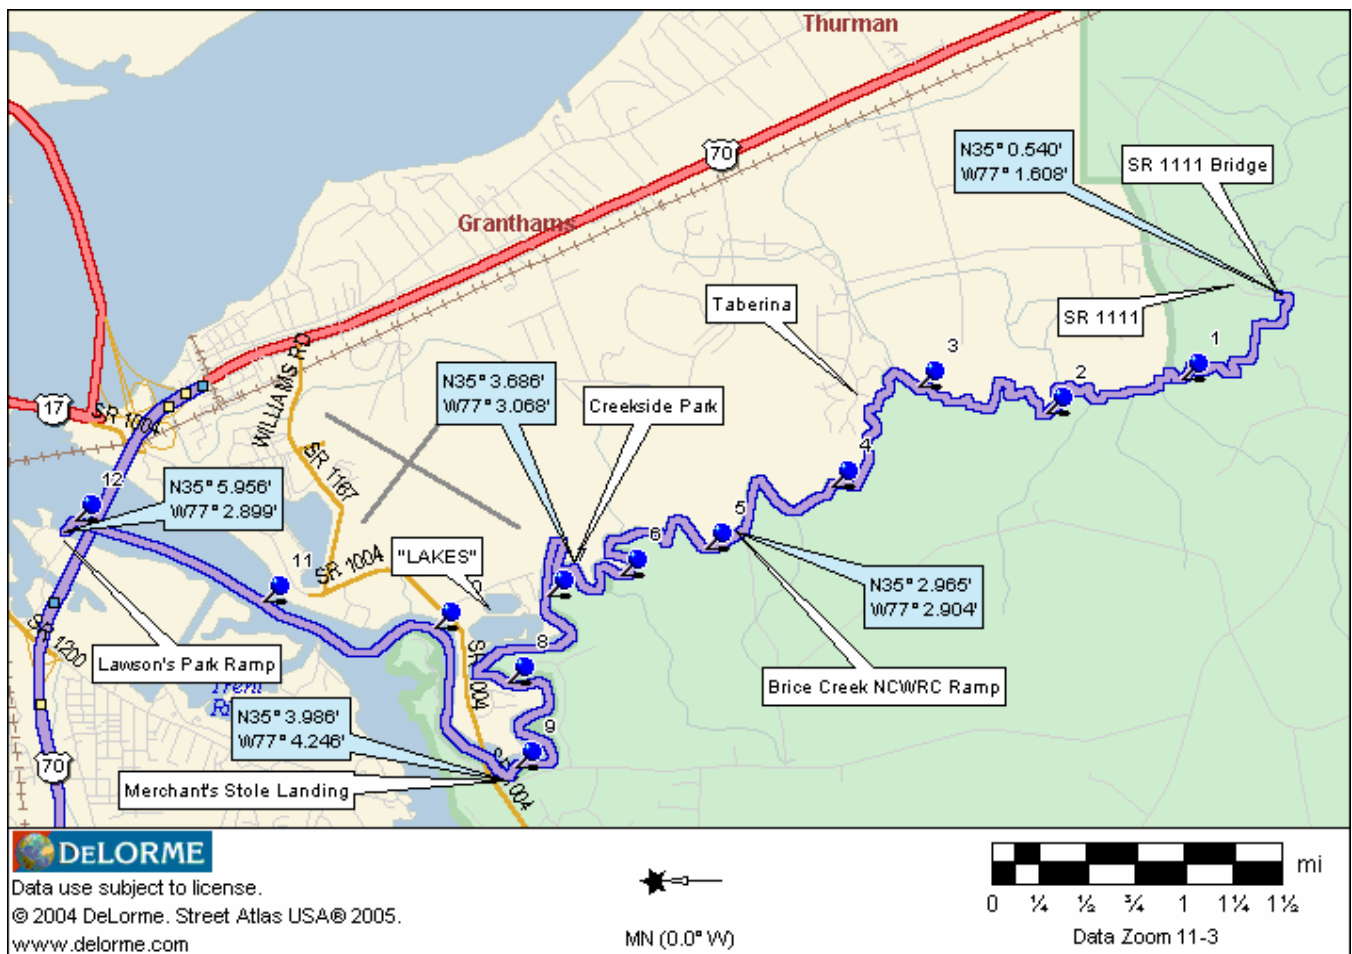 Thurman
70
N35° 0.540'
W77° 1.608'
SR 1111 Bridge
Granthams
Taberina
SR 1111
1
2
3
WILLIAMS RD
N35° 3.686'
W77° 3.068'
Creekside Park
17
SR 1004
SR 1167
4
12
N35° 5.956'
W77° 2.899'
5
6
11
SR 1004
"LAKES"
N35° 2.965'
W77° 2.904'
SR 1200
Lawson's Park Ramp
8
SR 1004
Brice Creek NCWRC Ramp
Trent
N35° 3.986'
W77° 4.246'
9
70
Merchant's Stole Landing
SR 1004
DELORME
Data use subject to license.
© 2004 DeLorme. Street Atlas USA® 2005.
www.delorme.com
MN (0.0° W)
mi
0 ¼ ½ ¾ 1 1¼ 1½
Data Zoom 11-3